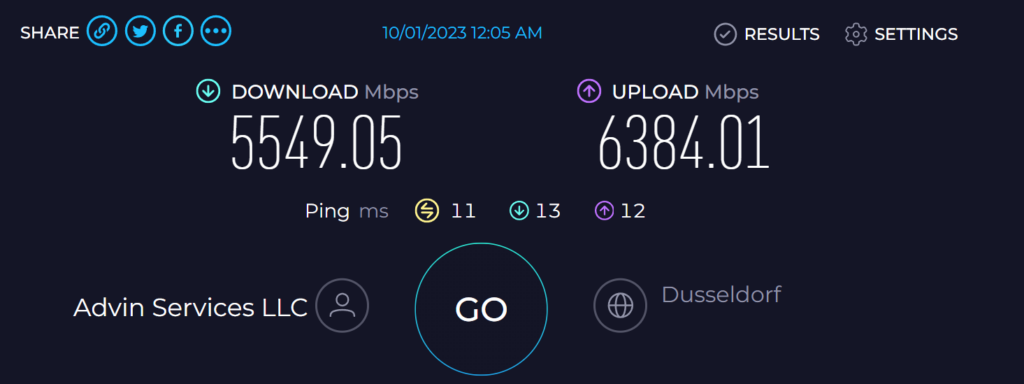 SHARE 10/01/2023 12:05 AM RESULTS SETTINGS
DOWNLOAD Mbps UPLOAD Mbps
5549.05 6384.01
Ping ms 11 13 12
Advin Services LLC GO Dusseldorf